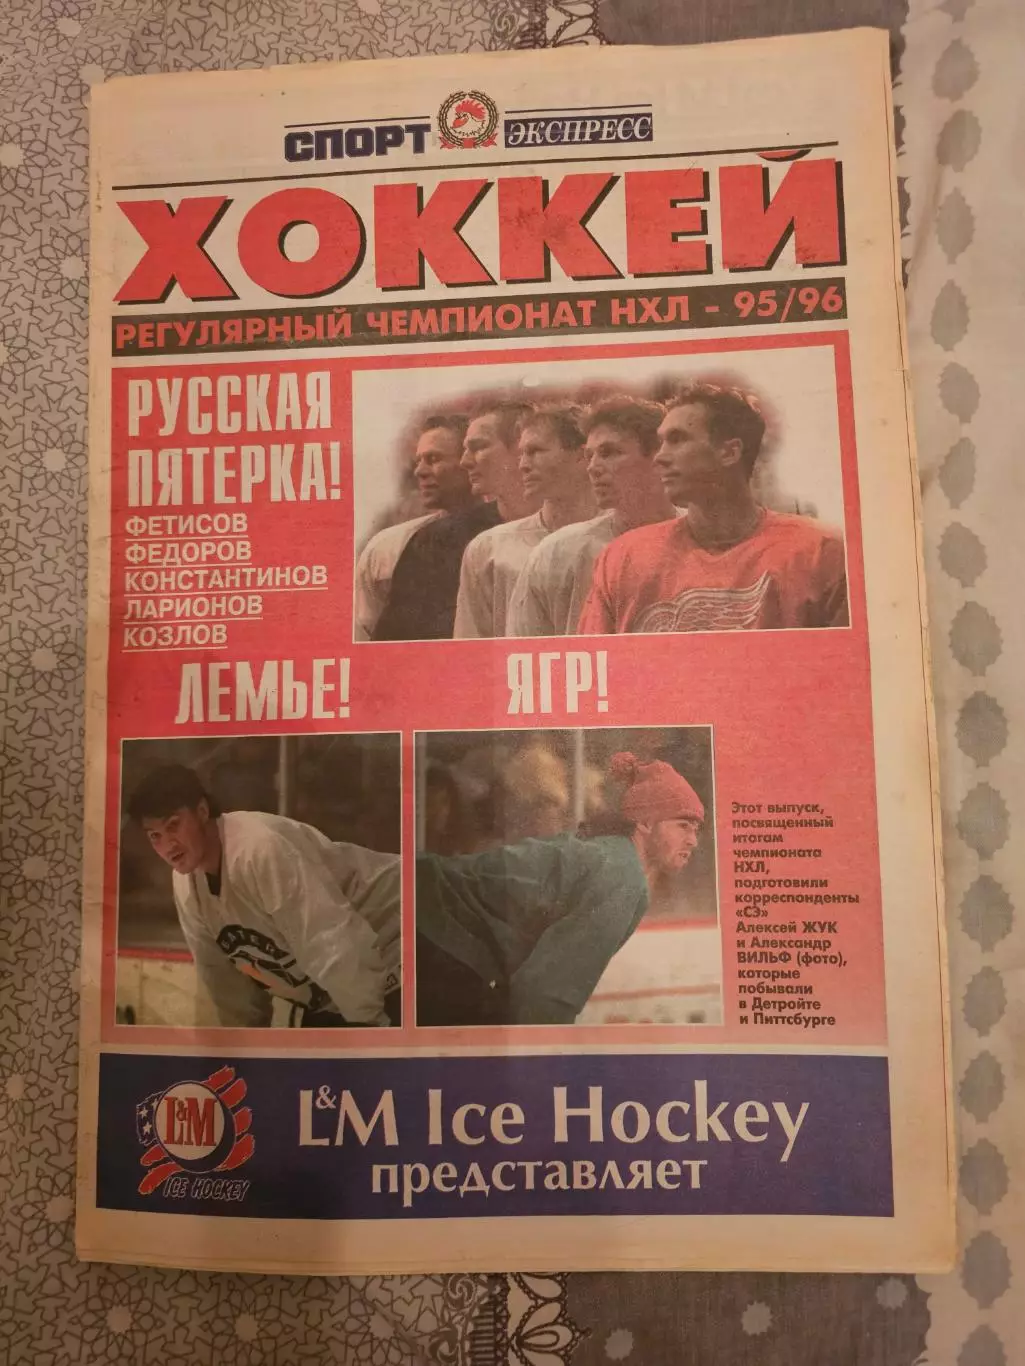 СПОРТ ЭКСПРЕСС
ХОККЕЙ
РЕГУЛЯРНЫЙ ЧЕМПИОНАТ НХЛ - 95/96
РУССКАЯ
ПЯТЕРКА!
ФЕТИСОВ
ФЕДОРОВ
КОНСТАНТИНОВ
ЛАРИОНОВ
КОЗЛОВ
ЛЕМЬЕ!
ЯГР!
Этот выпуск,
посвященный
итогам
чемпионата
НХЛ,
подготовили
корреспонденты
«СЭ»
Алексей ЖУК
и Александр
ВИЛЬФ (фото),
которые
побывали
в Детройте
и Питтсбурге
L&M
ICE HOCKEY
L&M Ice Hockey
представляет